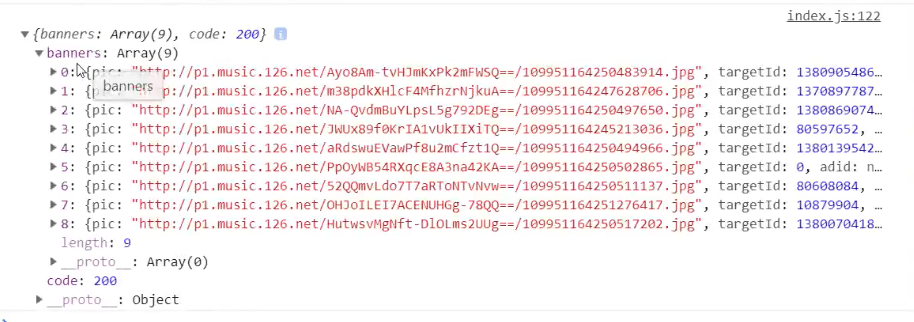 index.js:122
▼{banners: Array(9), code: 200} i
▼banners: Array(9)
▶0: {pic: "http://p1.music.126.net/Ayo8Am-tvHJmKxPk2mFWSQ==/109951164250483914.jpg", targetId: 1380905486…
▶1: {pic: "http://p1.music.126.net/m38pdkXHlcF4MfhzrNjkuA==/109951164247628706.jpg", targetId: 1370897787…
banners
▶2: {pic: "http://p1.music.126.net/NA-QvdmBuYLpsL5g792DEg==/109951164250497650.jpg", targetId: 1380869074…
▶3: {pic: "http://p1.music.126.net/JWUx89f0KrIA1vUkIIXiTQ==/109951164245213036.jpg", targetId: 80597652, …
▶4: {pic: "http://p1.music.126.net/aRdswuEVawPf8u2mCfzt1Q==/109951164250494966.jpg", targetId: 1380139542…
▶5: {pic: "http://p1.music.126.net/PpOyWB54RXqcE8A3na42KA==/109951164250502865.jpg", targetId: 0, adid: n…
▶6: {pic: "http://p1.music.126.net/52QQmvLdo7T7aRToNTvNvw==/109951164250511137.jpg", targetId: 80608084, …
▶7: {pic: "http://p1.music.126.net/OHJoILEI7ACENUHGg-78QQ==/109951164251276417.jpg", targetId: 10879904, …
▶8: {pic: "http://p1.music.126.net/HutwsvMgNft-DlOLms2UUg==/109951164250517202.jpg", targetId: 1380070418…
length: 9
▶__proto__: Array(0)
code: 200
▶__proto__: Object